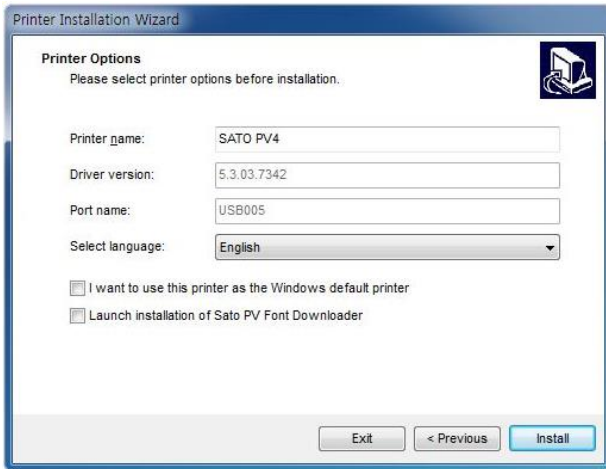 Printer Installation Wizard
Printer Options
Please select printer options before installation.
Printer name:
SATO PV4
Driver version:
5.3.03.7342
Port name:
USB005
Select language:
English
I want to use this printer as the Windows default printer
Launch installation of Sato PV Font Downloader
Exit
< Previous
Install